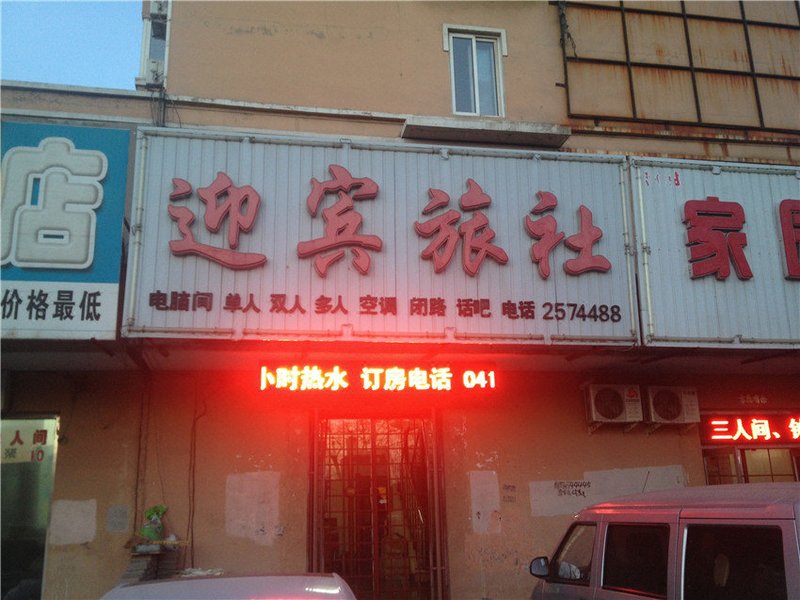 店
价格最低
迎宾旅社
电脑间 单人 双人 多人 空调 闭路 话吧 电话 2574488
家
时热水 订房电话 041
三人间、
人间
10